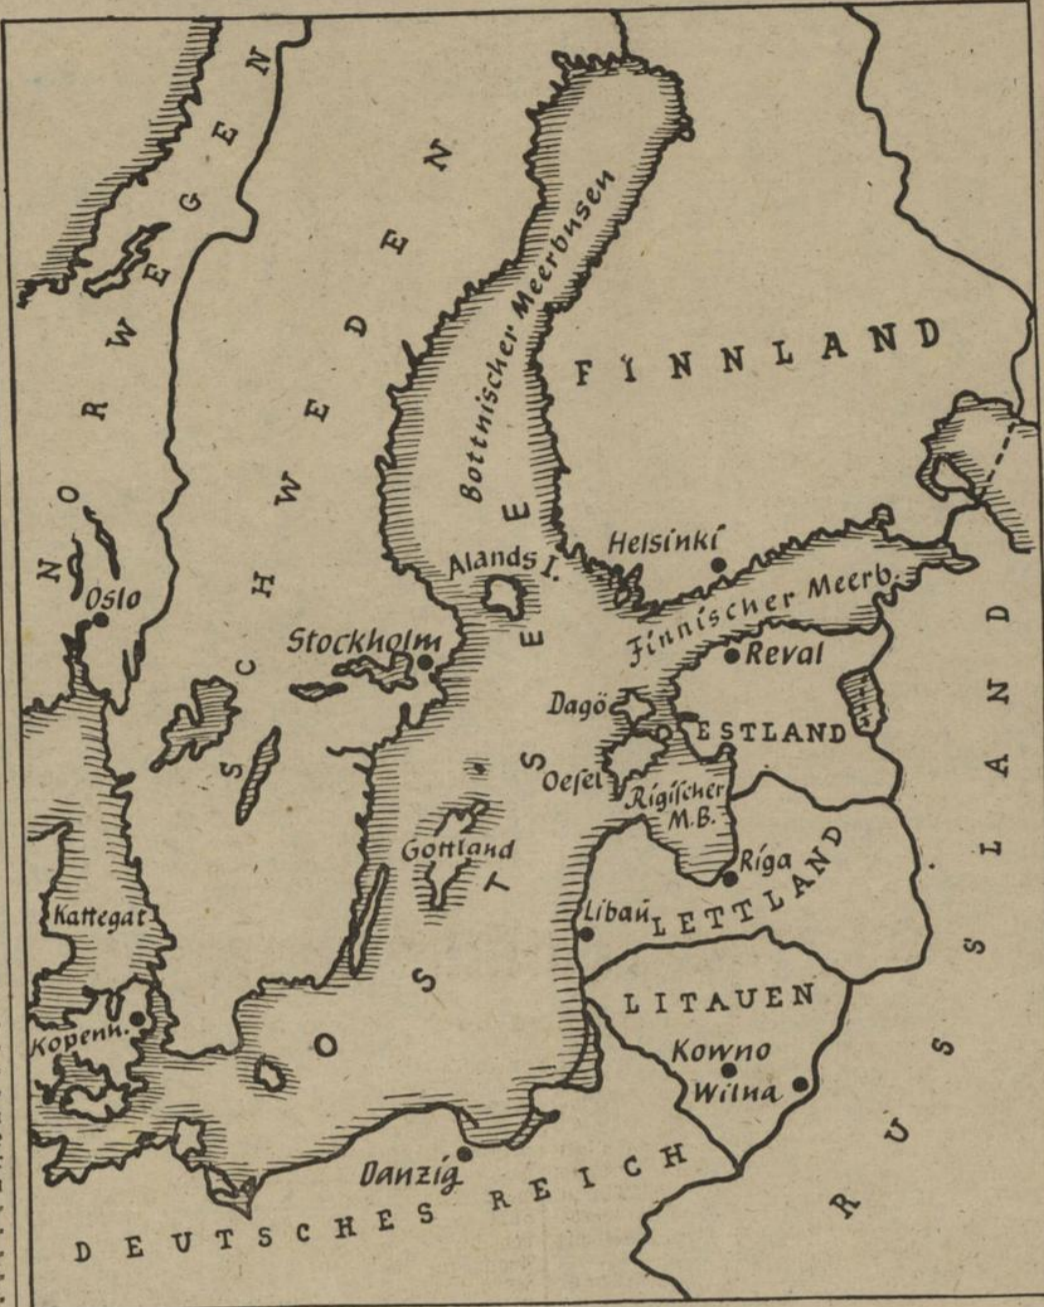 NORWEGEN
SCHWEDEN
Bottnischer Meerbusen
FINNLAND
Alands I.
Helsinki
Finnischer Meerb.
Oslo
Stockholm
Reval
Dagö
ESTLAND
Oesel
Rigischer
M.B.
Gottland
Riga
LETTLAND
Libau
Kattegat
OSTSEE
LITAUEN
Kopenh.
Kowno
Wilna
Danzig
DEUTSCHES REICH
RUSSLAND